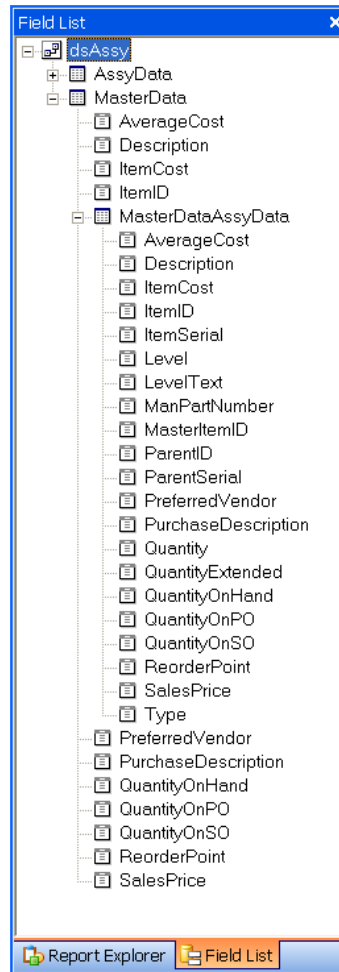 Field List
dsAssy
AssyData
MasterData
AverageCost
Description
ItemCost
ItemID
MasterDataAssyData
AverageCost
Description
ItemCost
ItemID
ItemSerial
Level
LevelText
ManPartNumber
MasterItemID
ParentID
ParentSerial
PreferredVendor
PurchaseDescription
Quantity
QuantityExtended
QuantityOnHand
QuantityOnPO
QuantityOnSO
ReorderPoint
SalesPrice
Type
PreferredVendor
PurchaseDescription
QuantityOnHand
QuantityOnPO
QuantityOnSO
ReorderPoint
SalesPrice
Report Explorer Field List